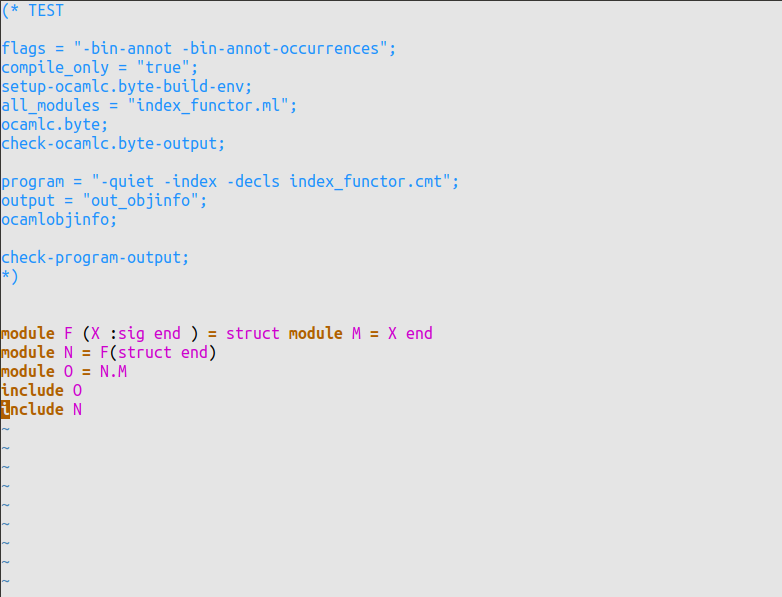 (* TEST
flags = "-bin-annot -bin-annot-occurrences";
compile_only = "true";
setup-ocamlc.byte-build-env;
all_modules = "index_functor.ml";
ocamlc.byte;
check-ocamlc.byte-output;
program = "-quiet -index -decls index_functor.cmt";
output = "out_objinfo";
ocamlobjinfo;
check-program-output;
*)
module F (X :sig end ) = struct module M = X end
module N = F(struct end)
module O = N.M
include O
include N
~
~
~
~
~
~
~
~
~